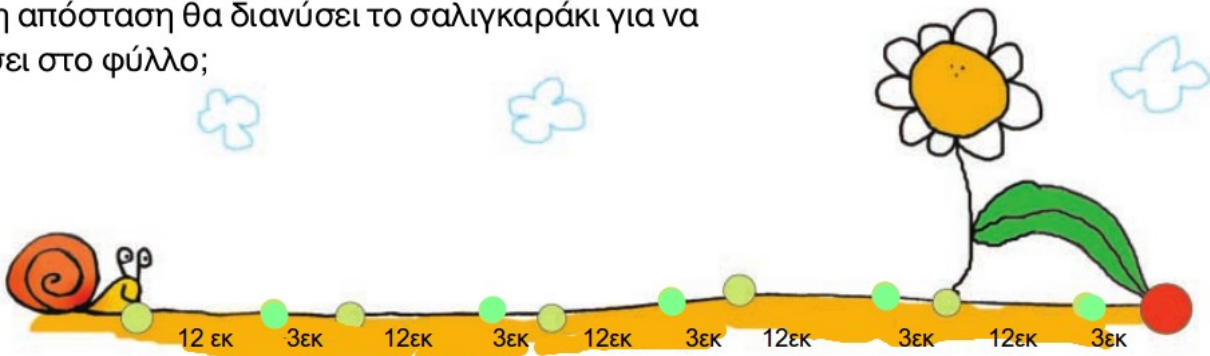 η απόσταση θα διανύσει το σαλιγκαράκι για να
σει στο φύλλο;
12 εκ 3εκ 12εκ 3εκ 12εκ 3εκ 12εκ 3εκ 12εκ 3εκ